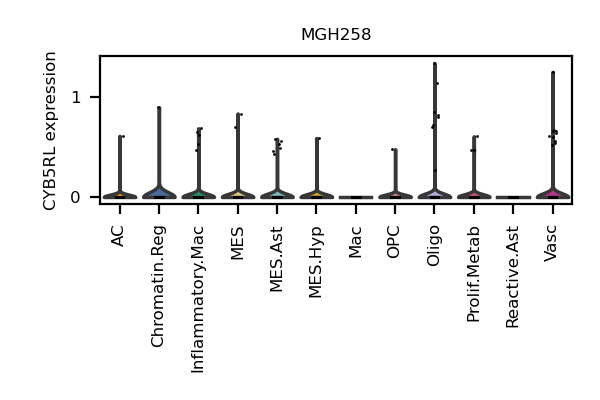 MGH258
CYB5RL expression
1
0
AC
Chromatin.Reg
Inflammatory.Mac
MES
MES.Ast
MES.Hyp
Mac
OPC
Oligo
Prolif.Metab
Reactive.Ast
Vasc